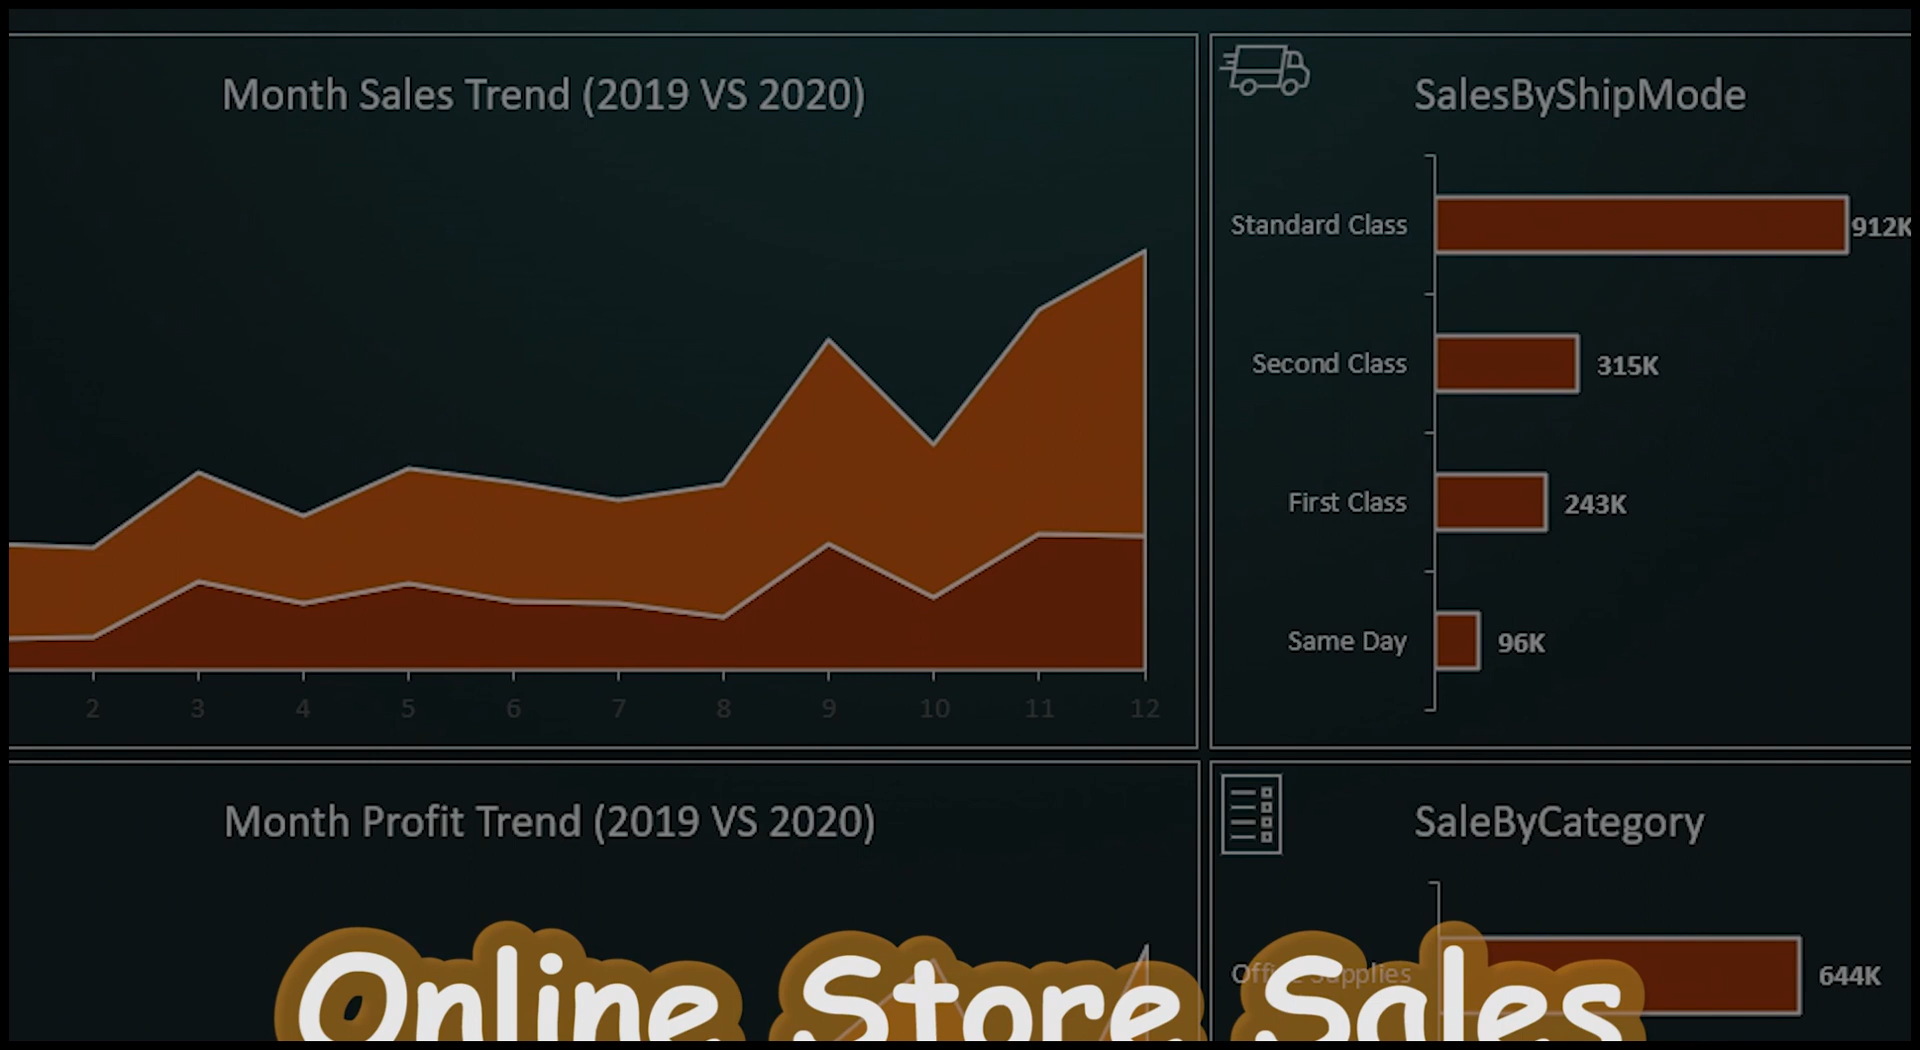 Month Sales Trend (2019 VS 2020)
2 3 4 5 6 7 8 9 10 11 12
SalesByShipMode
Standard Class 912K
Second Class 315K
First Class 243K
Same Day 96K
Month Profit Trend (2019 VS 2020)
SaleByCategory
Office Supplies 644K
Online Store Sales